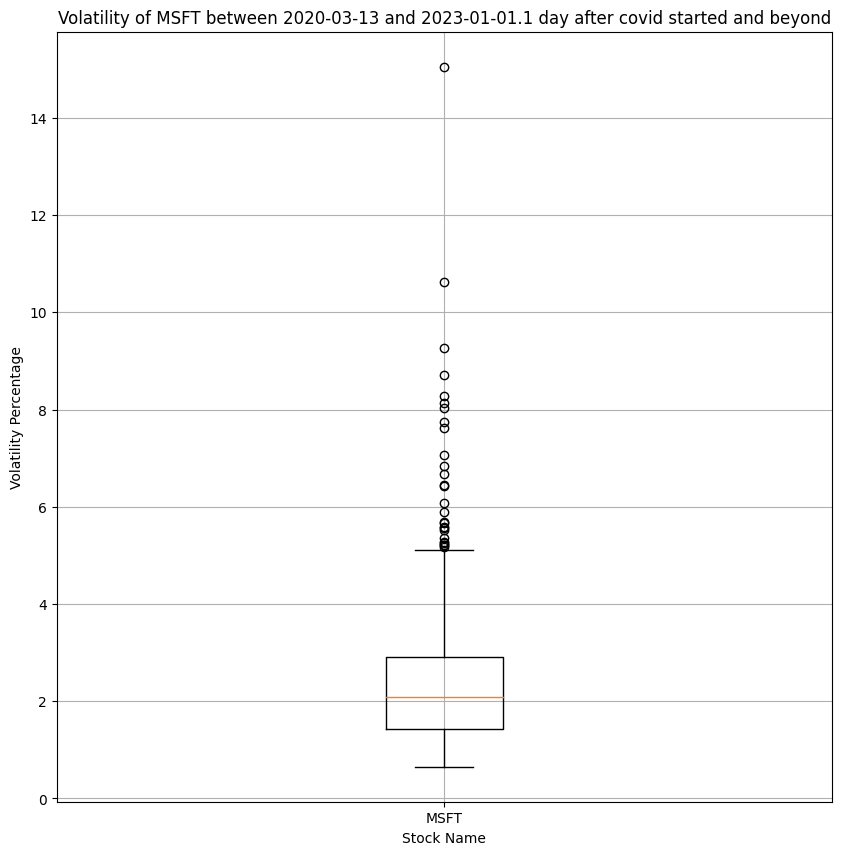 Volatility of MSFT between 2020-03-13 and 2023-01-01.1 day after covid started and beyond
14
12
10
8
6
4
2
0
Volatility Percentage
MSFT
Stock Name